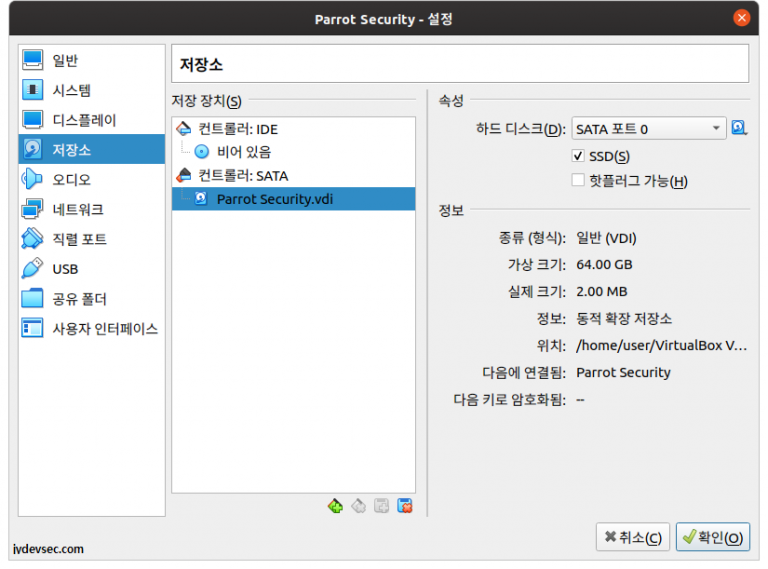 Parrot Security - 설정
일반
시스템
디스플레이
저장소
오디오
네트워크
직렬 포트
USB
공유 폴더
사용자 인터페이스
저장소
저장 장치(S)
컨트롤러: IDE
비어 있음
컨트롤러: SATA
Parrot Security.vdi
속성
하드 디스크(D): SATA 포트 0
SSD(S)
핫플러그 가능(H)
정보
종류 (형식): 일반 (VDI)
가상 크기: 64.00 GB
실제 크기: 2.00 MB
정보: 동적 확장 저장소
위치: /home/user/VirtualBox V...
다음에 연결됨: Parrot Security
다음 키로 암호화됨: --
취소(C)
확인(O)
ivdevsec.com